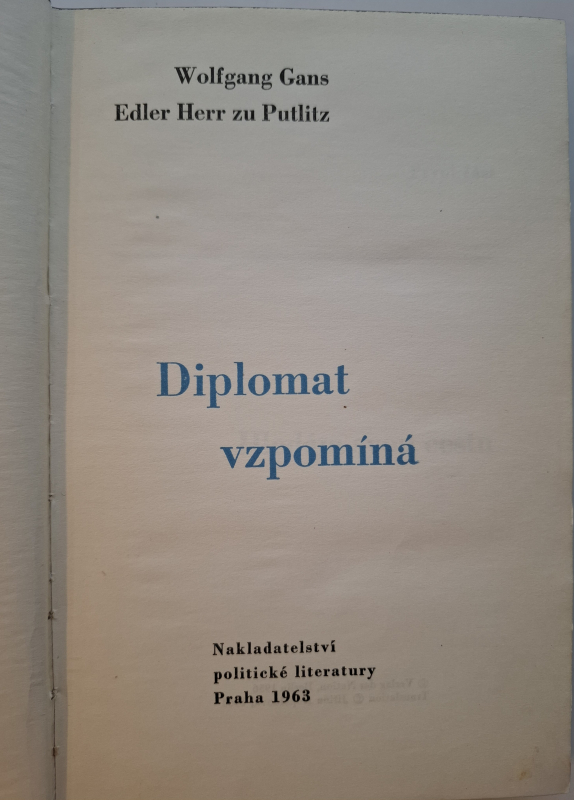 Wolfgang Gans
Edler Herr zu Putlitz
Diplomat
vzpomíná
Nakladatelství
politické literatury
Praha 1963